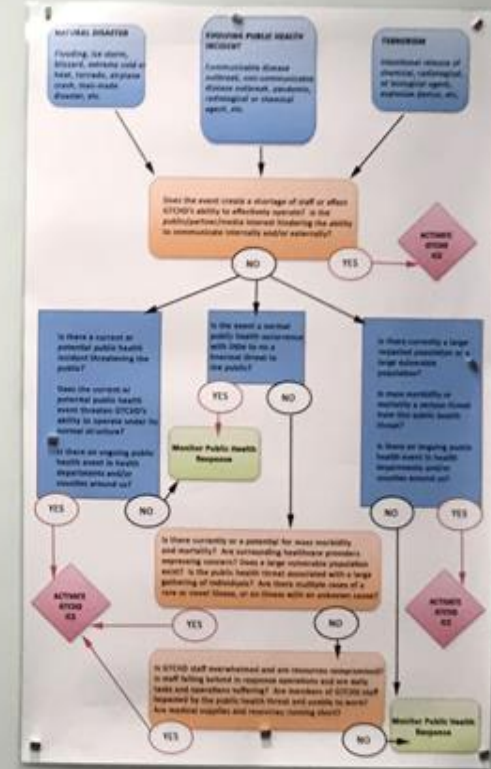 NATURAL DISASTER
Flooding, ice storm,
blizzard, extreme cold or
heat, tornado, airplane
crash, man-made
disaster, etc.
EVOLVING PUBLIC HEALTH
INCIDENT
Communicable disease
outbreak, non-communicable
disease outbreak, pandemic,
radiological or chemical
agent, etc.
TERRORISM
Intentional release of
chemical, radiological,
or biological agent,
explosive device, etc.
Does the event create a shortage of staff or affect
GTCHD's ability to effectively operate? Is the
public/partner/media interest hindering the ability
to communicate internally and/or externally?
ACTIVATE
GTCHD
ICS
NO
YES
Is there a current or
potential public health
incident threatening the
public?
Does the current or
potential public health
event threaten GTCHD's
ability to operate under its
normal structure?
Is there an ongoing public
health event in health
departments and/or
counties around us?
Is the event a normal
public health occurrence
with little to no
threat to
the public?
Is there currently a large
impacted population or a
large vulnerable
population?
Is mass morbidity or
mortality a serious threat
from this public health
threat?
Is there an ongoing public
health event in health
departments and/or
counties around us?
YES
NO
Monitor Public Health
Response
YES
NO
NO
YES
Is there currently or a potential for mass morbidity
and mortality? Are surrounding healthcare providers
expressing concern? Does a large vulnerable population
exist? Is the public health threat associated with a large
gathering of individuals? Are there multiple cases of a
rare or novel illness, or an illness with an unknown cause?
ACTIVATE
GTCHD
ICS
ACTIVATE
GTCHD
ICS
YES
NO
Is GTCHD staff overwhelmed and are resources compromised?
Is staff falling behind in response operations and are daily
tasks and operations suffering? Are members of GTCHD staff
impacted by the public health threat and unable to work?
Are medical supplies and resources running short?
Monitor Public Health
Response
YES
NO